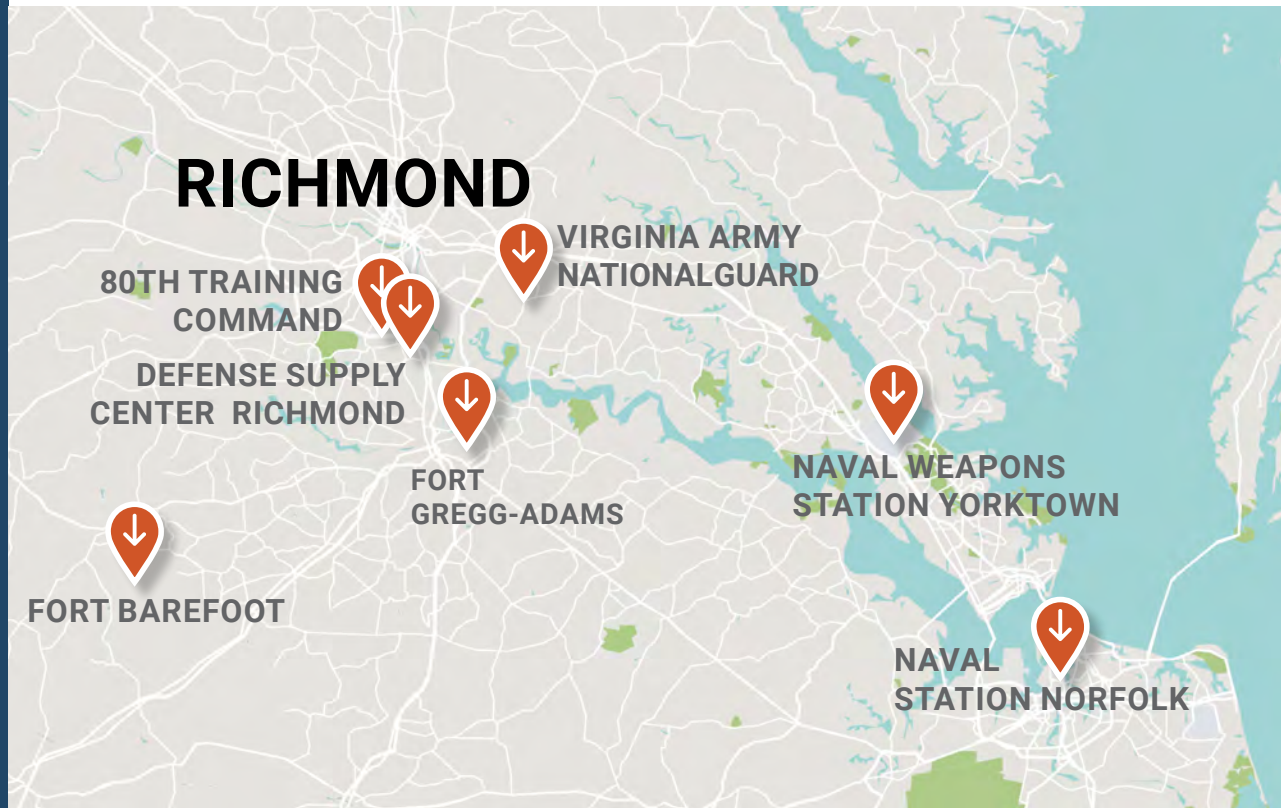 RICHMOND
VIRGINIA ARMY
NATIONALGUARD
80TH TRAINING
COMMAND
DEFENSE SUPPLY
CENTER RICHMOND
FORT
GREGG-ADAMS
NAVAL WEAPONS
STATION YORKTOWN
FORT BAREFOOT
NAVAL
STATION NORFOLK